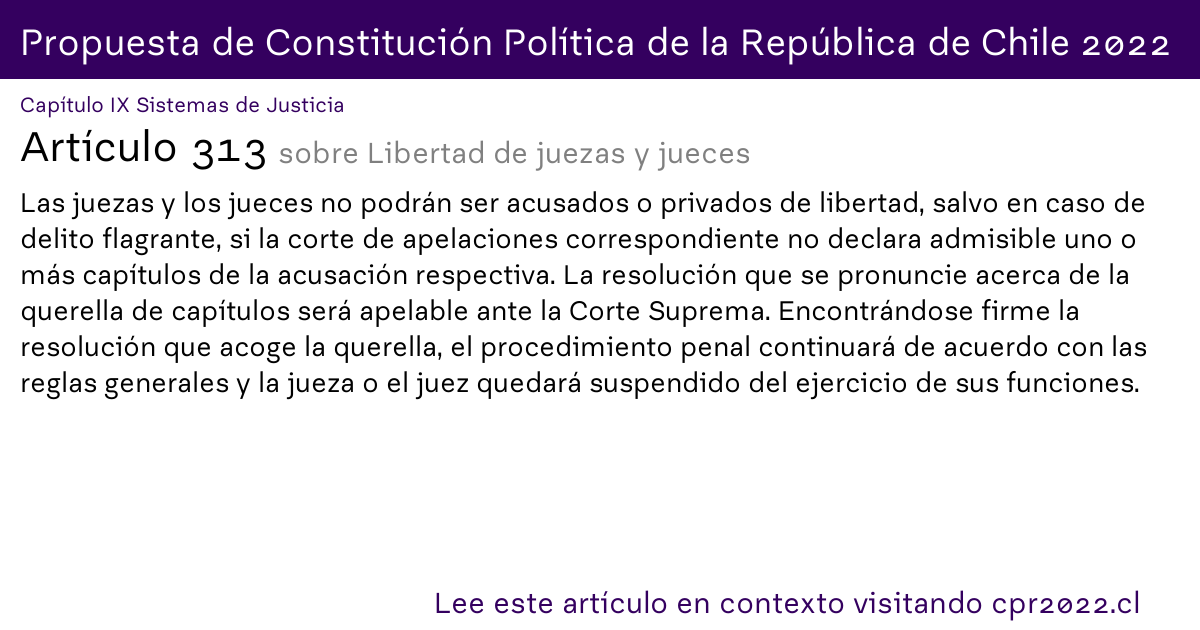 Propuesta de Constitución Política de la República de Chile 2022
Capítulo IX Sistemas de Justicia
Artículo 313 sobre Libertad de juezas y jueces
Las juezas y los jueces no podrán ser acusados o privados de libertad, salvo en caso de
delito flagrante, si la corte de apelaciones correspondiente no declara admisible uno o
más capítulos de la acusación respectiva. La resolución que se pronuncie acerca de la
querella de capítulos será apelable ante la Corte Suprema. Encontrándose firme la
resolución que acoge la querella, el procedimiento penal continuará de acuerdo con las
reglas generales y la jueza o el juez quedará suspendido del ejercicio de sus funciones.
Lee este artículo en contexto visitando cpr2022.cl